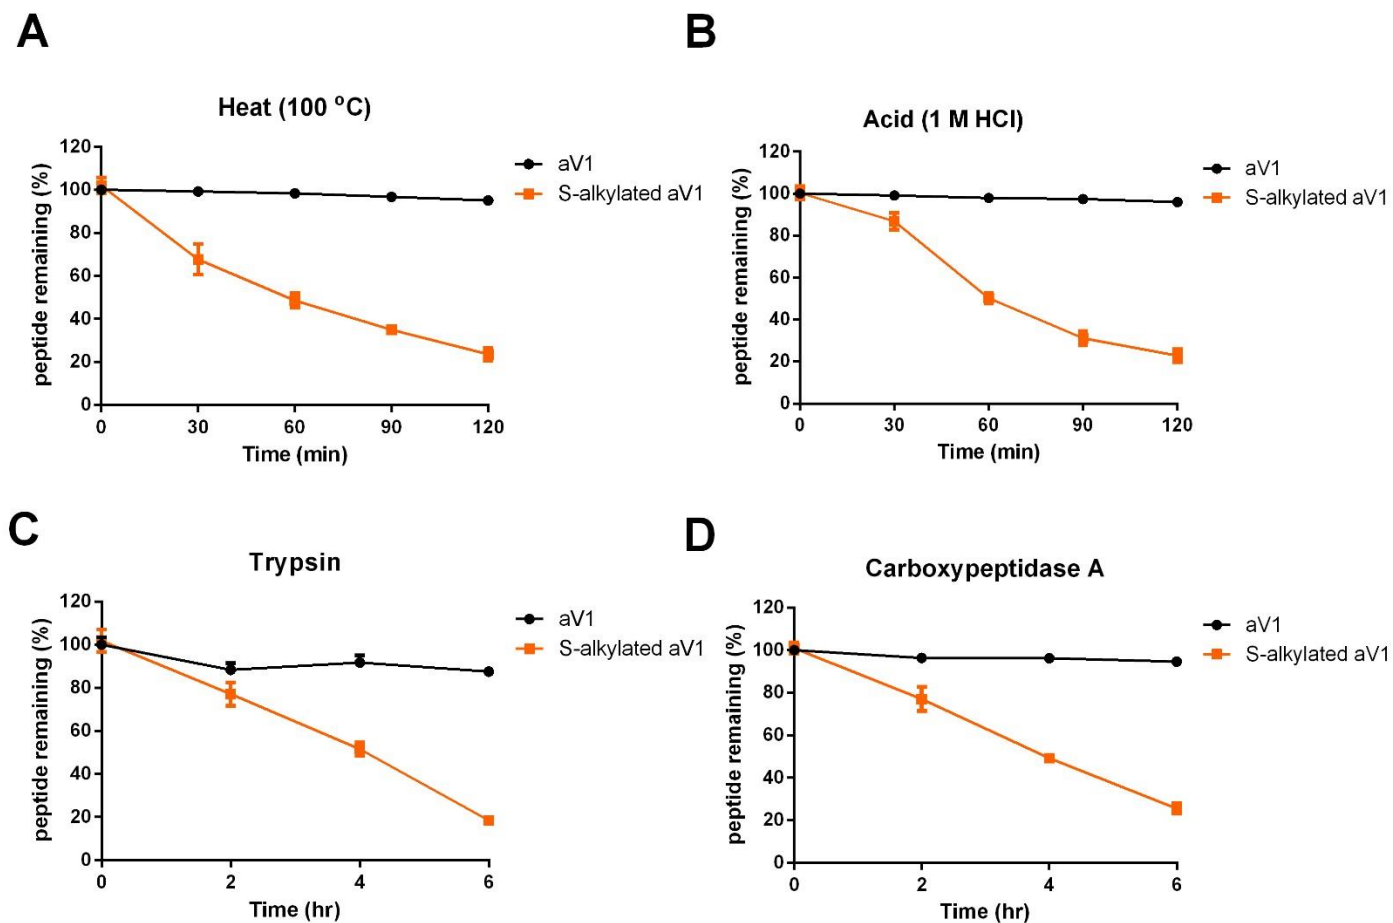 A
Heat (100 °C)
peptide remaining (%)
120
100
80
60
40
20
0
0 30 60 90 120
Time (min)
aV1
S-alkylated aV1
B
Acid (1 M HCl)
peptide remaining (%)
120
100
80
60
40
20
0
0 30 60 90 120
Time (min)
aV1
S-alkylated aV1
C
Trypsin
peptide remaining (%)
120
100
80
60
40
20
0
0 2 4 6
Time (hr)
aV1
S-alkylated aV1
D
Carboxypeptidase A
peptide remaining (%)
120
100
80
60
40
20
0
0 2 4 6
Time (hr)
aV1
S-alkylated aV1